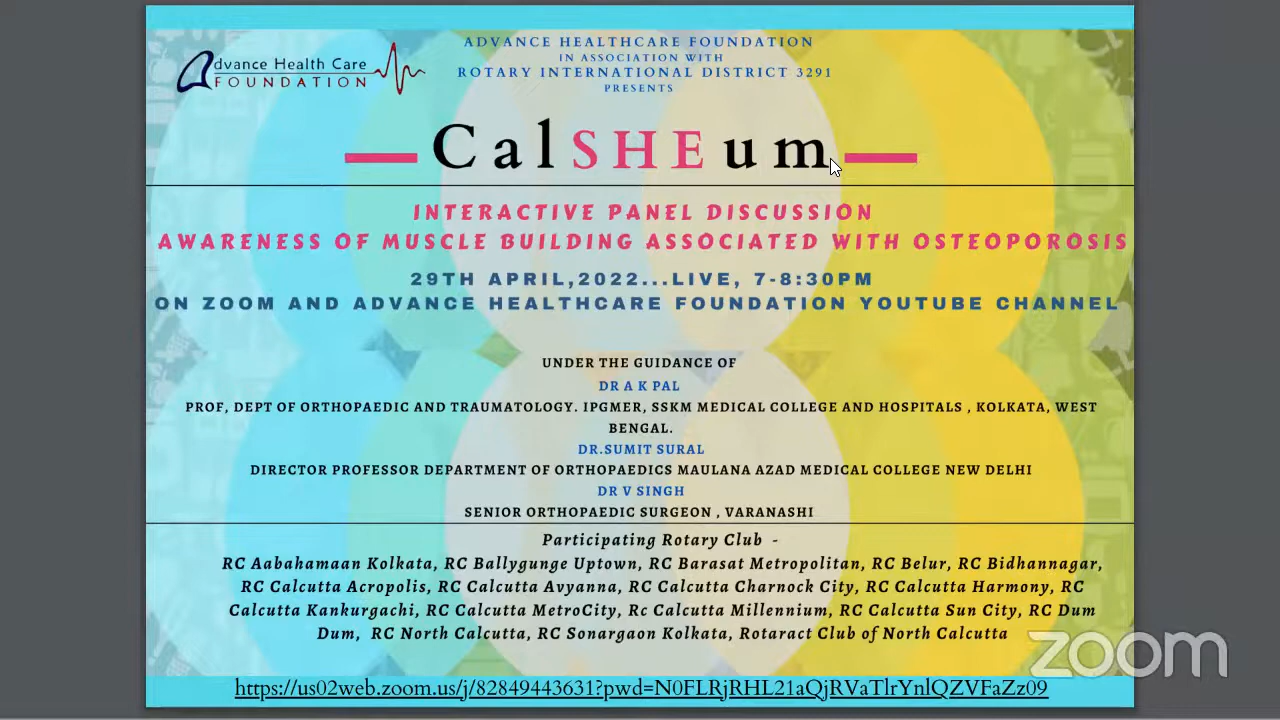 Advance Health Care
FOUNDATION
ADVANCE HEALTHCARE FOUNDATION
IN ASSOCIATION WITH
ROTARY INTERNATIONAL DISTRICT 3291
PRESENTS
CalSHEum
INTERACTIVE PANEL DISCUSSION
AWARENESS OF MUSCLE BUILDING ASSOCIATED WITH OSTEOPOROSIS
29TH APRIL,2022...LIVE, 7-8:30PM
ON ZOOM AND ADVANCE HEALTHCARE FOUNDATION YOUTUBE CHANNEL
UNDER THE GUIDANCE OF
DR A K PAL
PROF, DEPT OF ORTHOPAEDIC AND TRAUMATOLOGY. IPGMER, SSKM MEDICAL COLLEGE AND HOSPITALS , KOLKATA, WEST
BENGAL.
DR.SUMIT SURAL
DIRECTOR PROFESSOR DEPARTMENT OF ORTHOPAEDICS MAULANA AZAD MEDICAL COLLEGE NEW DELHI
DR V SINGH
SENIOR ORTHOPAEDIC SURGEON , VARANASHI
Participating Rotary Club -
RC Aabahamaan Kolkata, RC Ballygunge Uptown, RC Barasat Metropolitan, RC Belur, RC Bidhannagar,
RC Calcutta Acropolis, RC Calcutta Avyanna, RC Calcutta Charnock City, RC Calcutta Harmony, RC
Calcutta Kankurgachi, RC Calcutta MetroCity, Rc Calcutta Millennium, RC Calcutta Sun City, RC Dum
Dum, RC North Calcutta, RC Sonargaon Kolkata, Rotaract Club of North Calcutta
zoom
https://us02web.zoom.us/j/82849443631?pwd=N0FLRjRHL21aQjRVaTlrYnlQZVFaZz09